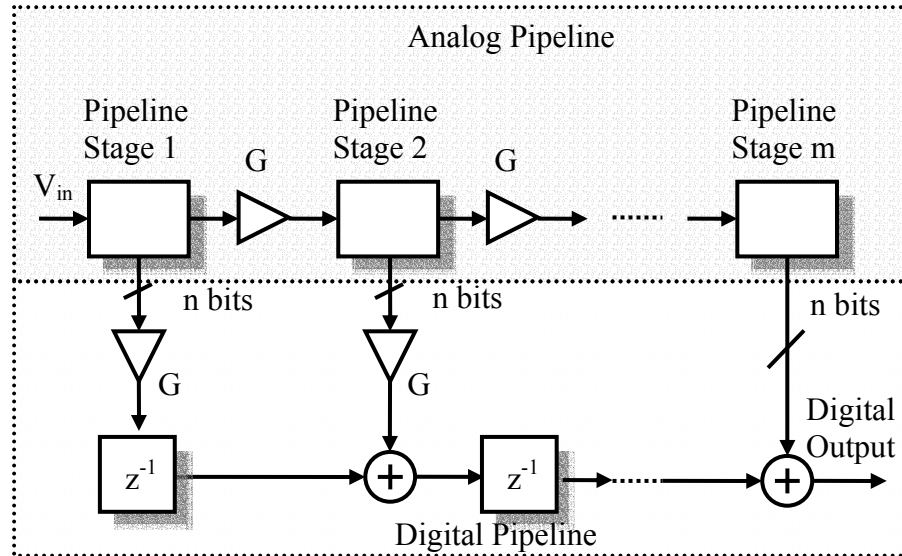 Analog Pipeline
Pipeline
Stage 1
G
Pipeline
Stage 2
G
Pipeline
Stage m
V_in
n bits
n bits
n bits
G
G
Digital
Output
z^-1
+
z^-1
+
Digital Pipeline